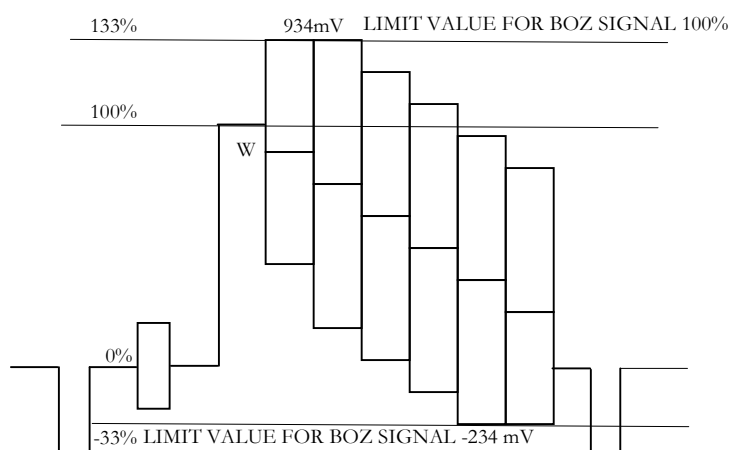 133%
934mV
LIMIT VALUE FOR BOZ SIGNAL 100%
100%
W
0%
-33% LIMIT VALUE FOR BOZ SIGNAL -234 mV